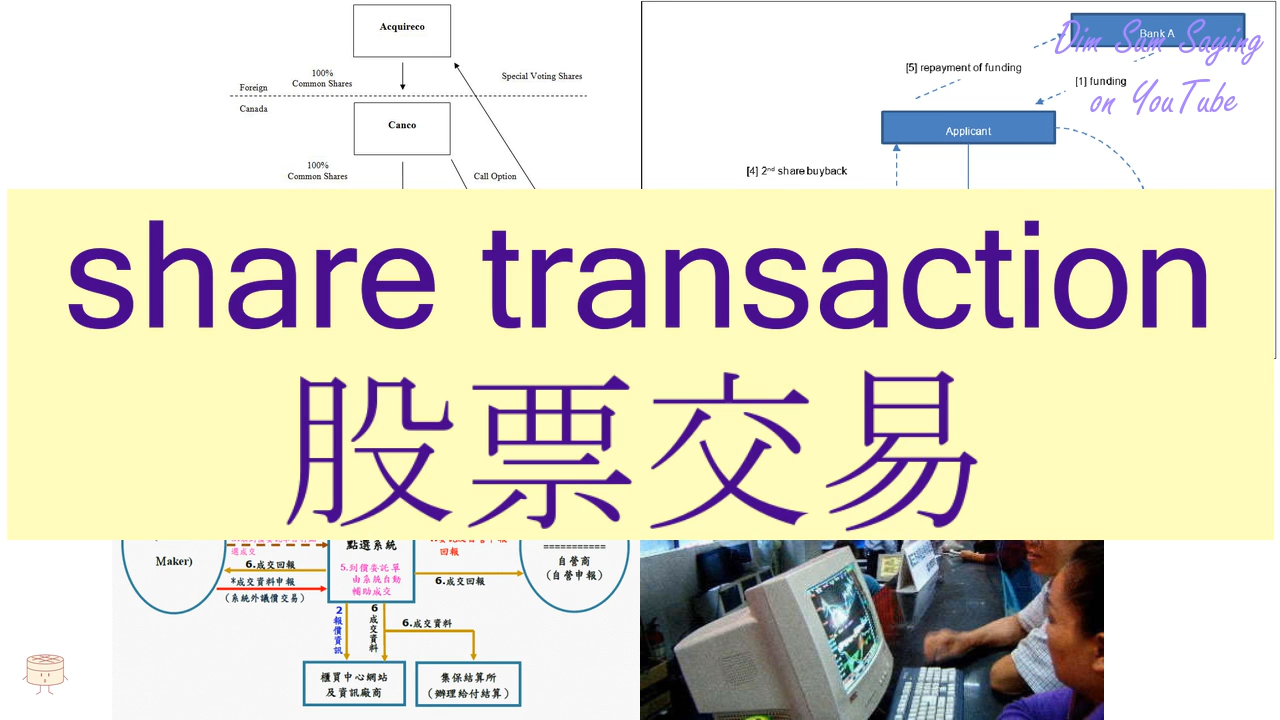 Acquireco
100%
Common Shares
Special Voting Shares
Foreign
Canada
Canco
100%
Common Shares
Call Option
Bank A
Dim Sum Saying
on YouTube
[5] repayment of funding
[1] funding
Applicant
[4] 2nd share buyback
share transaction
股票交易
Maker)
選成交
6.成交回報
*成交資料申報
(系統外議價交易)
點選系統
5.到價委託單
由系統自動
輔助成交
回報
6.成交回報
===========
自營商
(自營申報)
2報價資訊
6成交資料
6.成交資料
櫃買中心網站
及資訊廠商
集保結算所
(辦理給付結算)